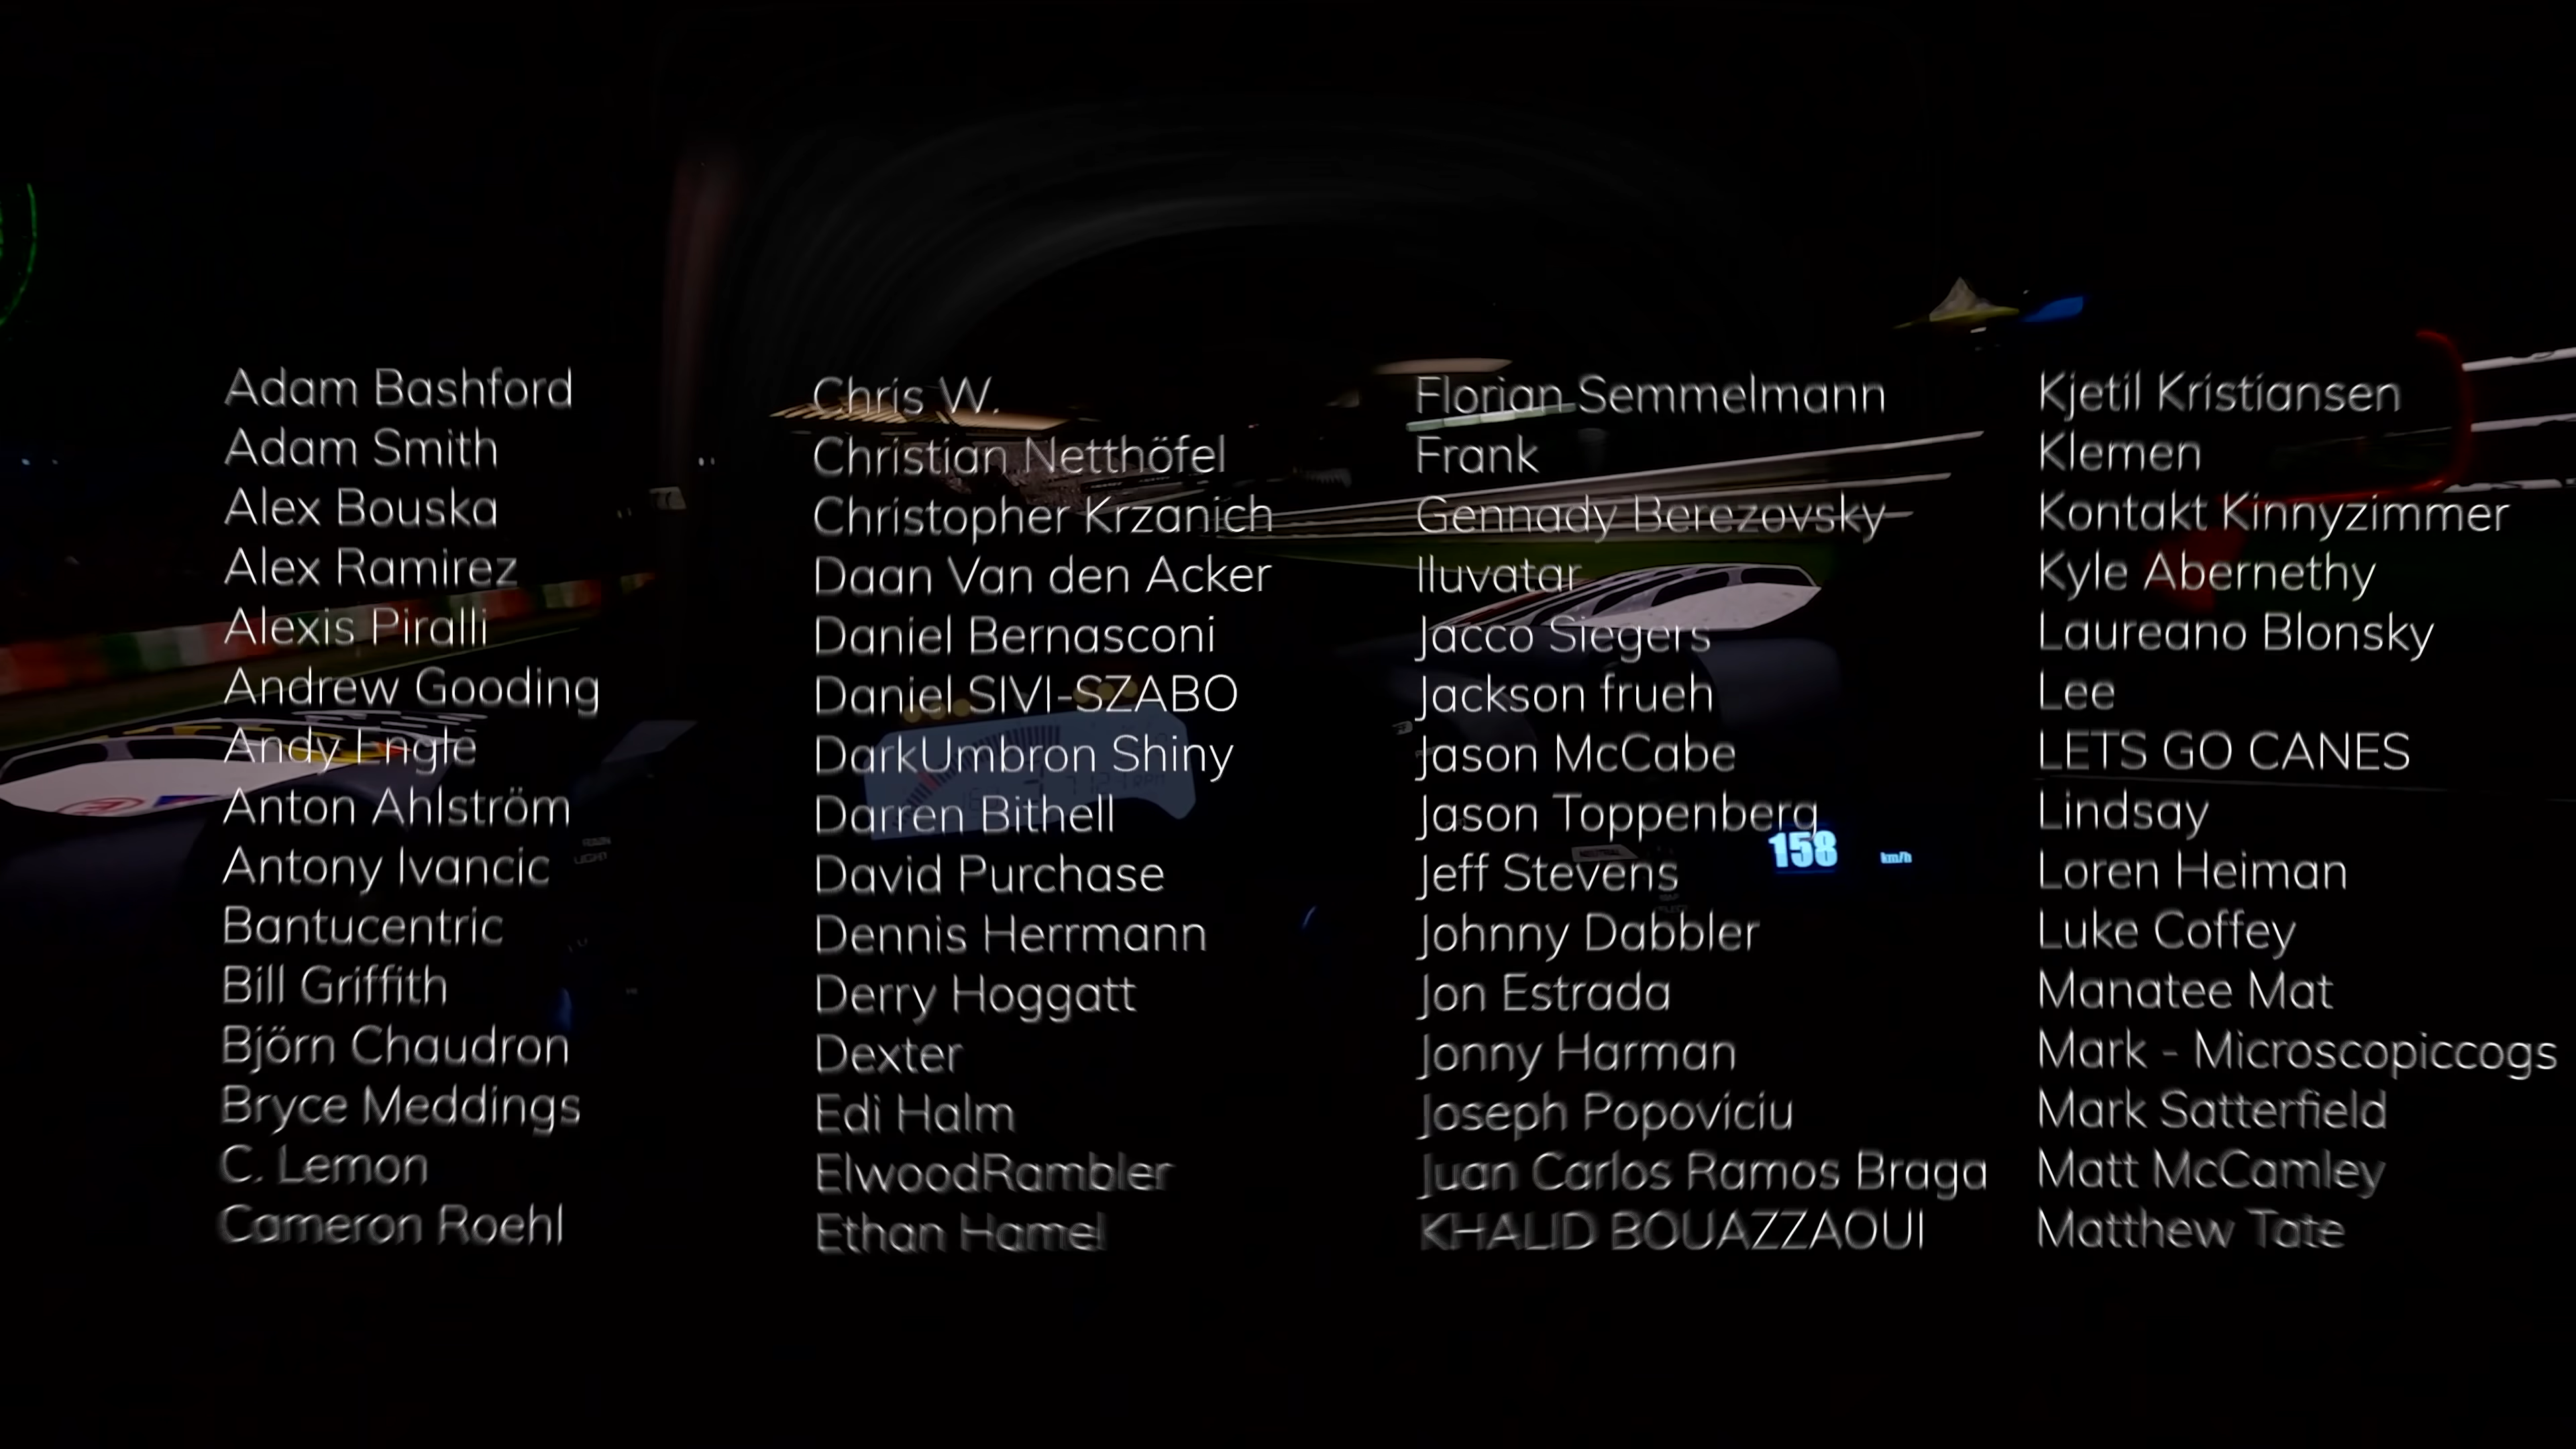 Adam Bashford
Adam Smith
Alex Bouska
Alex Ramirez
Alexis Piralli
Andrew Gooding
Andy Engle
Anton Ahlström
Antony Ivancic
Bantucentric
Bill Griffith
Björn Chaudron
Bryce Meddings
C. Lemon
Cameron Roehl
Chris W.
Christian Netthöfel
Christopher Krzanich
Daan Van den Acker
Daniel Bernasconi
Daniel SIVI-SZABO
DarkUmbron Shiny
Darren Bithell
David Purchase
Dennis Herrmann
Derry Hoggatt
Dexter
Edi Halm
ElwoodRambler
Ethan Hamel
Florian Semmelmann
Frank
Gennady Berezovsky
Iluvatar
Jacco Siegers
Jackson frueh
Jason McCabe
Jason Toppenberg
Jeff Stevens
Johnny Dabbler
Jon Estrada
Jonny Harman
Joseph Popoviciu
Juan Carlos Ramos Braga
KHALID BOUAZZAOUI
Kjetil Kristiansen
Klemen
Kontakt Kinnyzimmer
Kyle Abernethy
Laureano Blonsky
Lee
LETS GO CANES
Lindsay
Loren Heiman
Luke Coffey
Manatee Mat
Mark - Microscopiccogs
Mark Satterfield
Matt McCamley
Matthew Tate
158 km/h